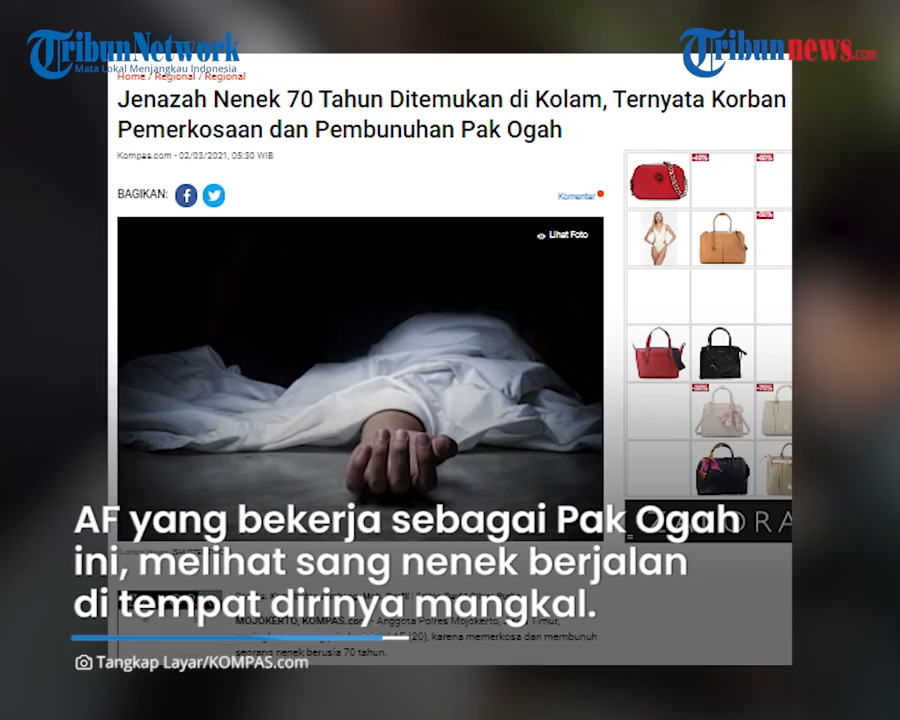 TribunNetwork
Mata Lokal Menjangkau Indonesia
Tribunnews.com
Home / Regional / Regional
Jenazah Nenek 70 Tahun Ditemukan di Kolam, Ternyata Korban
Pemerkosaan dan Pembunuhan Pak Ogah
Kompas.com - 02/03/2021, 05:30 WIB
BAGIKAN:
Komentar
Lihat Foto
AF yang bekerja sebagai Pak Ogah
ini, melihat sang nenek berjalan
di tempat dirinya mangkal.
MOJOKERTO, KOMPAS.com - Anggota Polres Mojokerto, Timur,
(20), karena memerkosa dan membunuh
seorang nenek berusia 70 tahun.
Tangkap Layar/KOMPAS.com